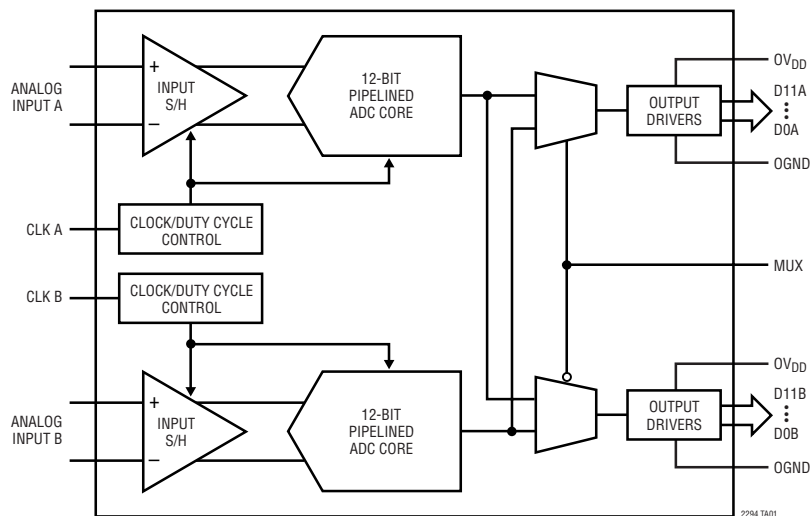 ANALOG
INPUT A
+
−
INPUT
S/H
12-BIT
PIPELINED
ADC CORE
OUTPUT
DRIVERS
OVDD
D11A
•••
D0A
OGND
CLK A
CLOCK/DUTY CYCLE
CONTROL
MUX
CLK B
CLOCK/DUTY CYCLE
CONTROL
ANALOG
INPUT B
+
−
INPUT
S/H
12-BIT
PIPELINED
ADC CORE
OUTPUT
DRIVERS
OVDD
D11B
•••
D0B
OGND
2294 TA01